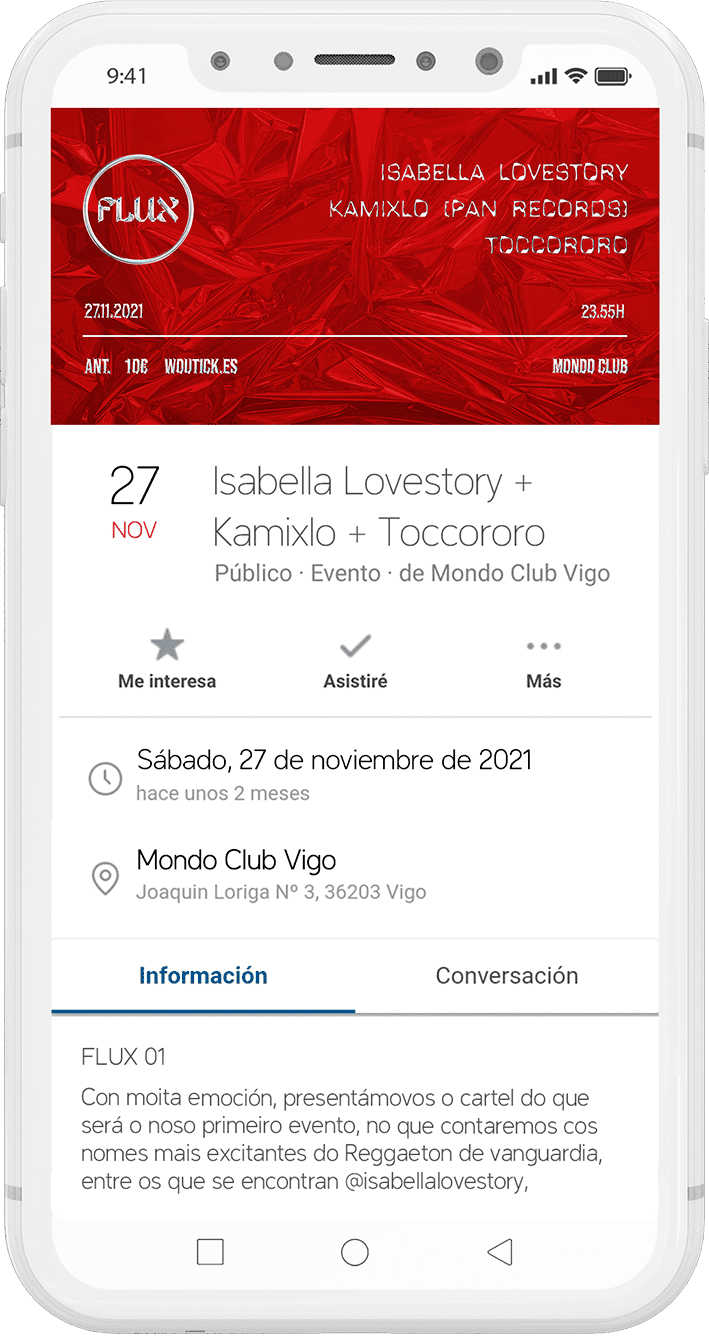 9:41
FLUX
ISABELLA LOVESTORY
KAMIXLO (PAN RECORDS)
TOCCORORO
27.11.2021
23.55H
ANT. 10€ WOUTICK.ES
MONDO CLUB
27
NOV
Isabella Lovestory +
Kamixlo + Toccororo
Público · Evento · de Mondo Club Vigo
Me interesa
Asistiré
Más
Sábado, 27 de noviembre de 2021
hace unos 2 meses
Mondo Club Vigo
Joaquin Loriga Nº 3, 36203 Vigo
Información
Conversación
FLUX 01
Con moita emoción, presentámovos o cartel do que
será o noso primeiro evento, no que contaremos cos
nomes mais excitantes do Reggaeton de vanguardia,
entre os que se encontran @isabellalovestory,